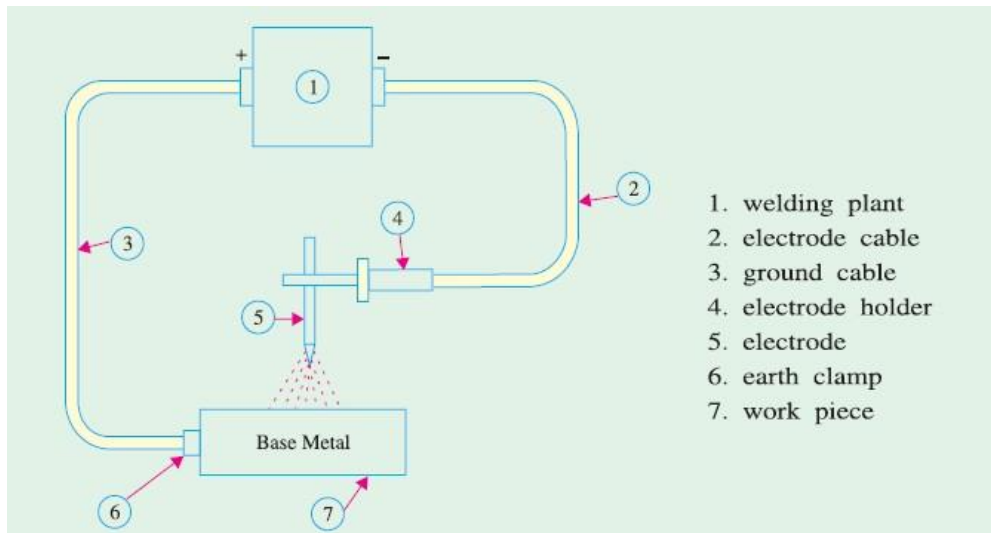 +
−
1
2
3
4
5
6
7
Base Metal
1. welding plant
2. electrode cable
3. ground cable
4. electrode holder
5. electrode
6. earth clamp
7. work piece